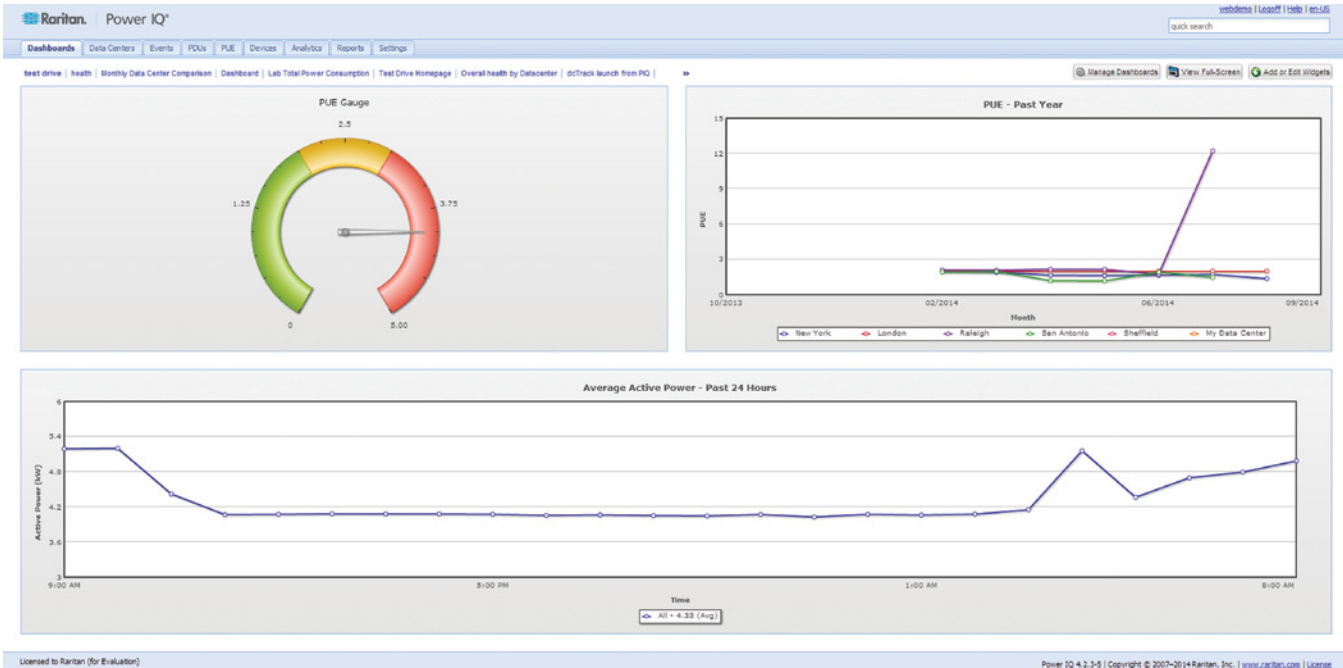 webdemo | Logoff | Help | en-US
Raritan. Power IQ®
quick search
Dashboards Data Centers Events PDUs PUE Devices Analytics Reports Settings
test drive | health | Monthly Data Center Comparison | Dashboard | Lab Total Power Consumption | Test Drive Homepage | Overall health by Datacenter | dcTrack launch from PIQ | »
Manage Dashboards View Full-Screen Add or Edit Widgets
PUE Gauge
2.5
1.25
3.75
0
5.00
PUE - Past Year
15
12
9
6
3
0
PUE
10/2013 02/2014 06/2014 09/2014
Month
New York London Raleigh San Antonio Sheffield My Data Center
Average Active Power - Past 24 Hours
6
5.4
4.8
4.2
3.6
3
Active Power (kW)
9:00 AM 5:00 PM 1:00 AM 8:00 AM
Time
All - 4.33 (Avg)
Licensed to Raritan (for Evaluation)
Power IQ 4.2.3-5 | Copyright © 2007-2014 Raritan, Inc. | www.raritan.com | License